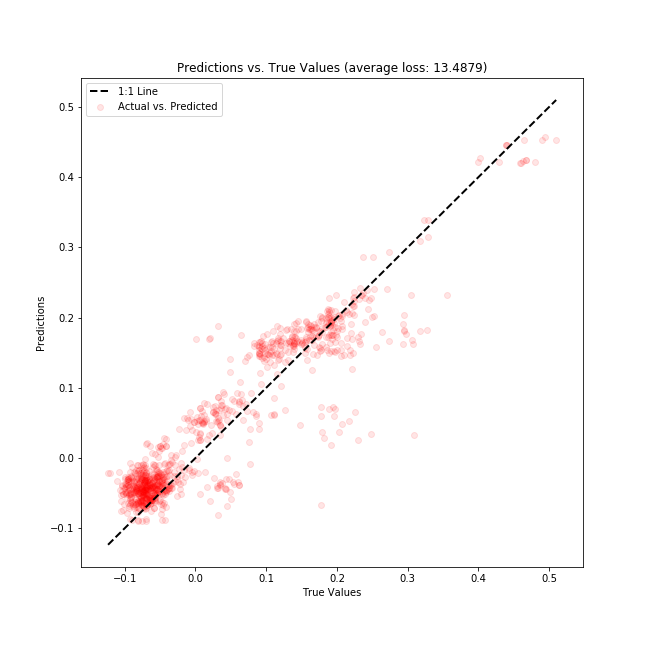 Predictions vs. True Values (average loss: 13.4879)
1:1 Line
Actual vs. Predicted
0.5
0.4
0.3
0.2
0.1
0.0
−0.1
Predictions
−0.1 0.0 0.1 0.2 0.3 0.4 0.5
True Values